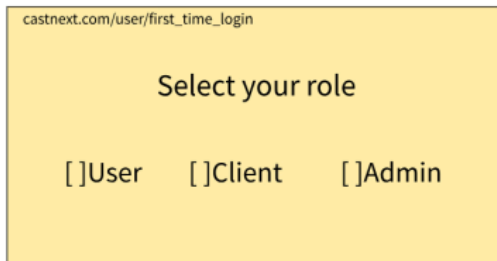 castnext.com/user/first_time_login
Select your role
[ ]User [ ]Client [ ]Admin